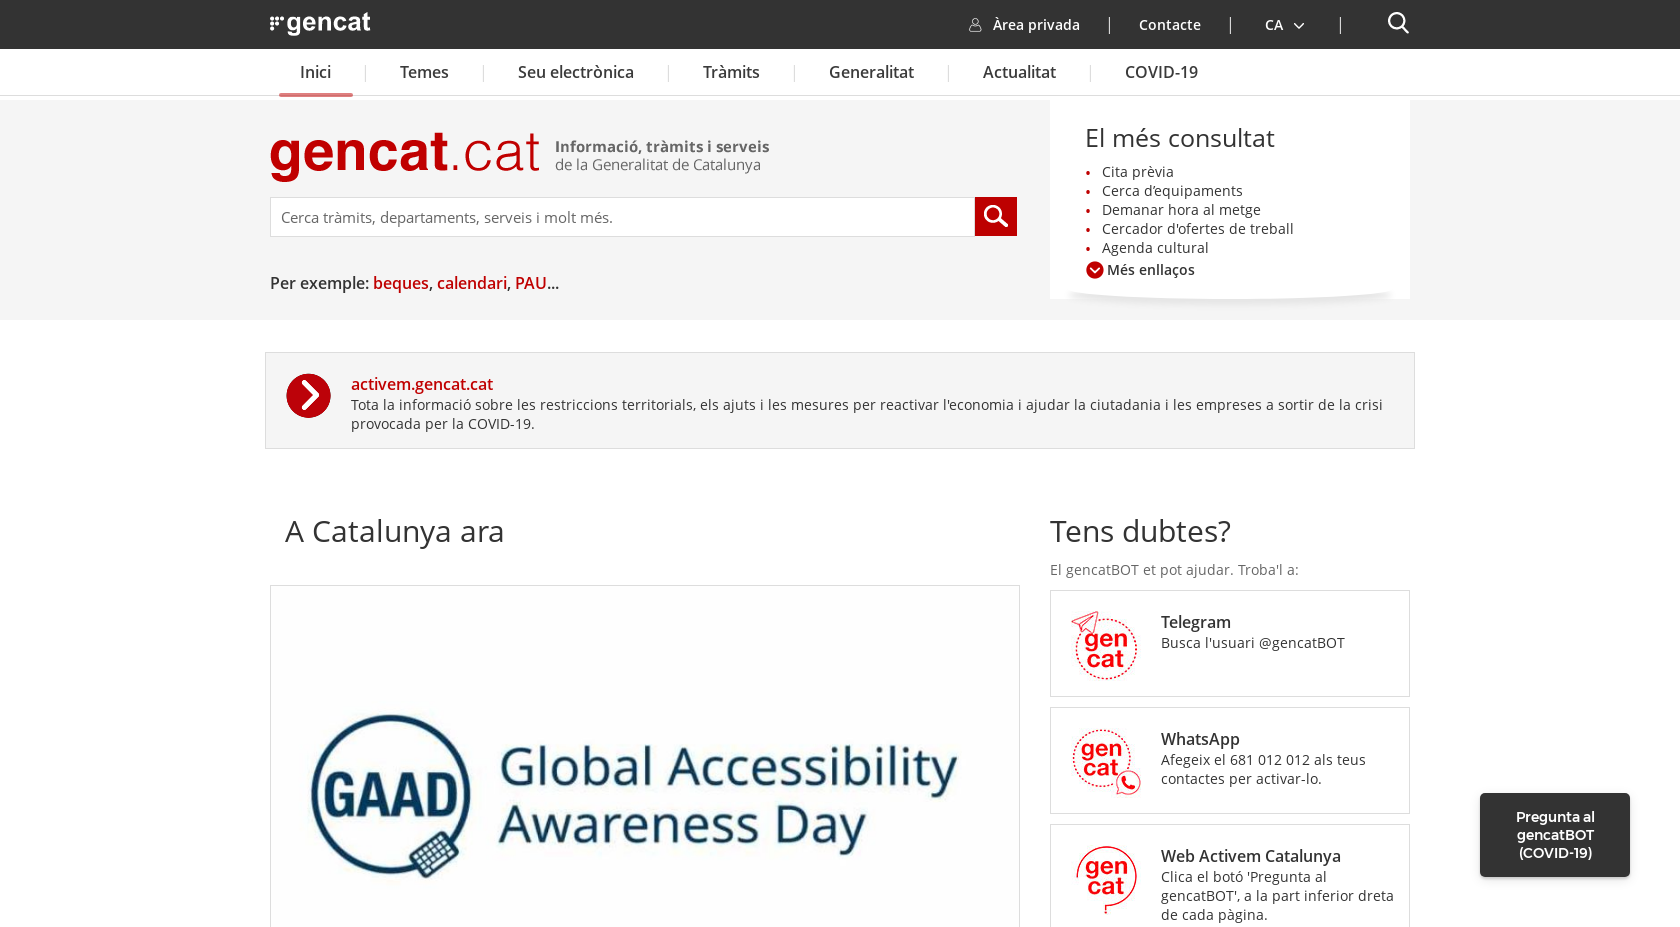 gencat
Àrea privada
Contacte
CA
Inici
Temes
Seu electrònica
Tràmits
Generalitat
Actualitat
COVID-19
gencat.cat
Informació, tràmits i serveis
de la Generalitat de Catalunya
Cerca tràmits, departaments, serveis i molt més.
Per exemple: beques, calendari, PAU...
El més consultat
Cita prèvia
Cerca d’equipaments
Demanar hora al metge
Cercador d'ofertes de treball
Agenda cultural
Més enllaços
activem.gencat.cat
Tota la informació sobre les restriccions territorials, els ajuts i les mesures per reactivar l'economia i ajudar la ciutadania i les empreses a sortir de la crisi
provocada per la COVID-19.
A Catalunya ara
GAAD
Global Accessibility
Awareness Day
Tens dubtes?
El gencatBOT et pot ajudar. Troba'l a:
gen
cat
Telegram
Busca l'usuari @gencatBOT
gen
cat
WhatsApp
Afegeix el 681 012 012 als teus
contactes per activar-lo.
gen
cat
Web Activem Catalunya
Clica el botó 'Pregunta al
gencatBOT', a la part inferior dreta
de cada pàgina.
Pregunta al
gencatBOT
(COVID-19)